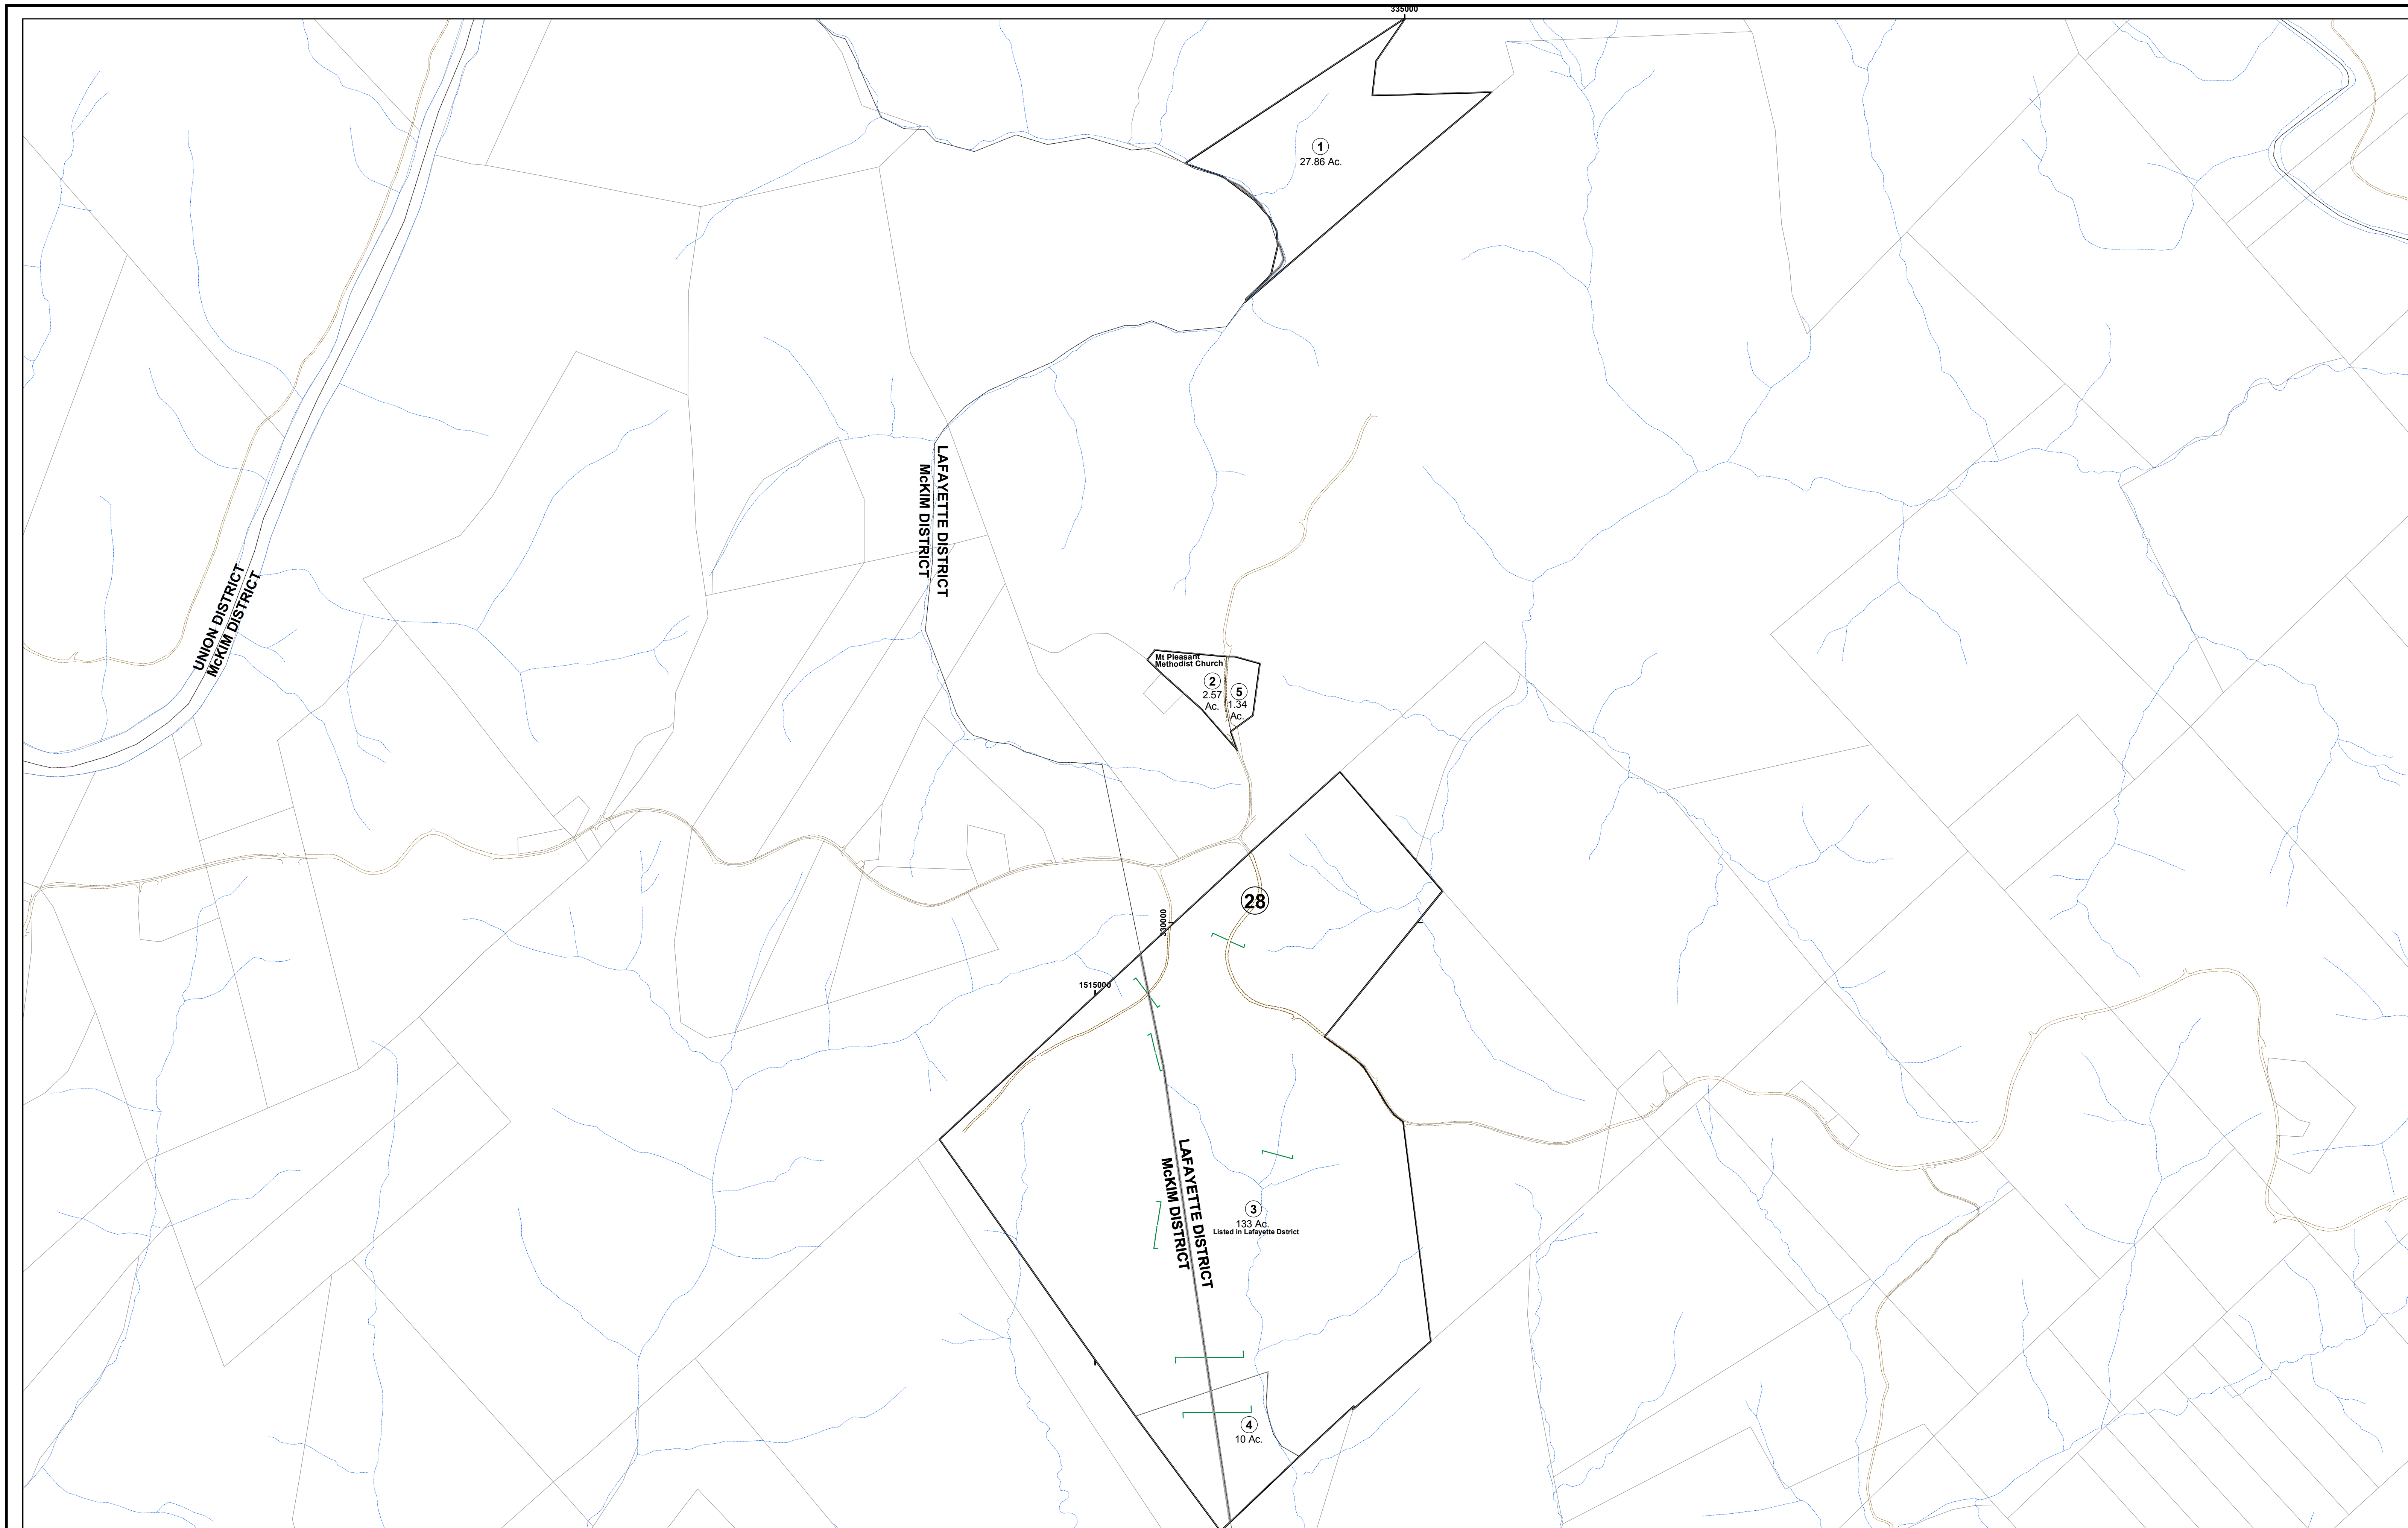 335000
1
27.86 Ac.
LAFAYETTE DISTRICT
McKIM DISTRICT
UNION DISTRICT
McKIM DISTRICT
Mt Pleasant
Methodist Church
2
2.57
Ac.
5
1.34
Ac.
28
330000
1515000
LAFAYETTE DISTRICT
McKIM DISTRICT
3
133 Ac.
Listed in Lafayette Dstrict
4
10 Ac.